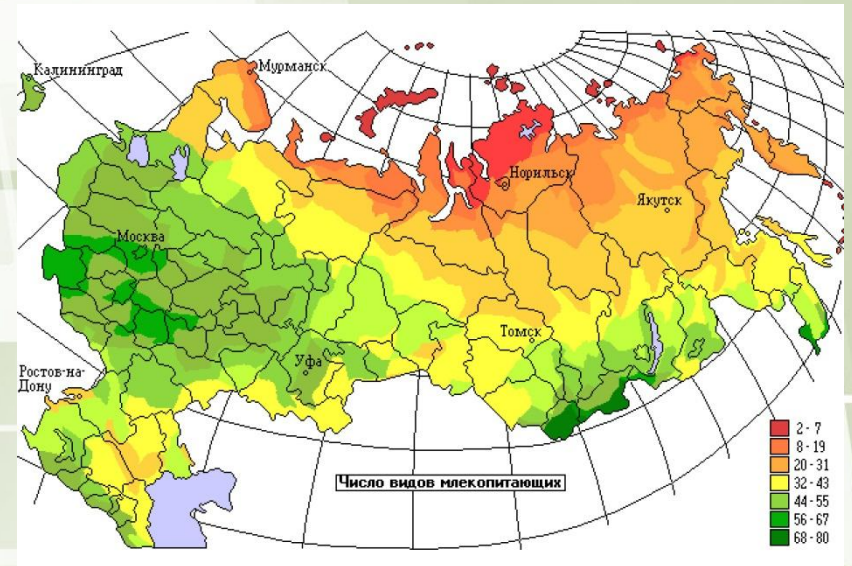 Калининград
Мурманск
Норильск
Якутск
Москва
Томск
Уфа
Ростов-на-
Дону
Число видов млекопитающих
2 - 7
8 - 19
20 - 31
32 - 43
44 - 55
56 - 67
68 - 80